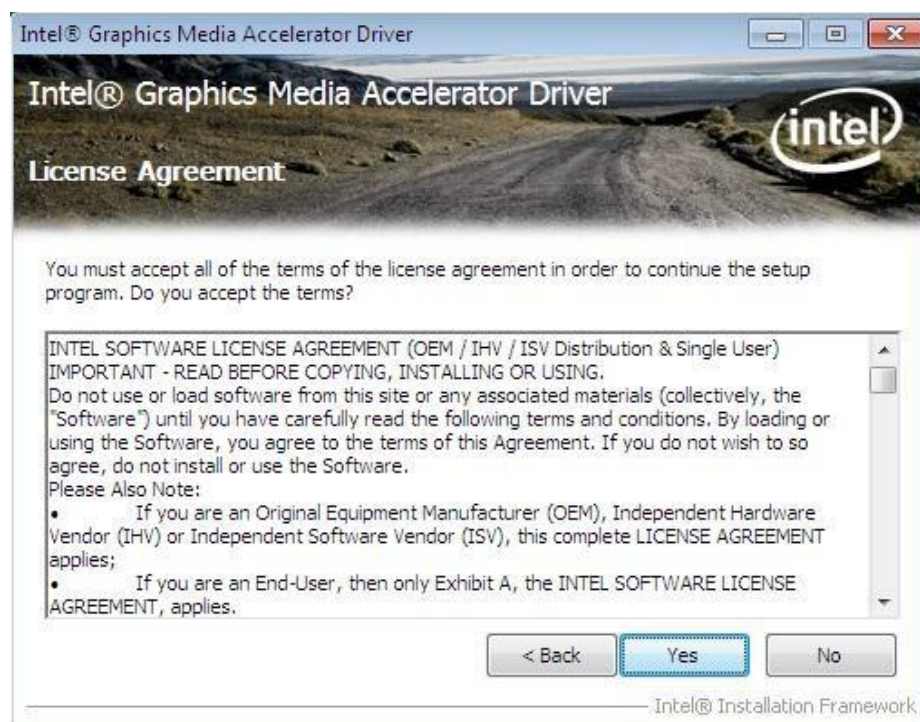 Intel® Graphics Media Accelerator Driver
Intel® Graphics Media Accelerator Driver
intel
License Agreement
You must accept all of the terms of the license agreement in order to continue the setup
program. Do you accept the terms?
INTEL SOFTWARE LICENSE AGREEMENT (OEM / IHV / ISV Distribution & Single User)
IMPORTANT - READ BEFORE COPYING, INSTALLING OR USING.
Do not use or load software from this site or any associated materials (collectively, the
"Software") until you have carefully read the following terms and conditions. By loading or
using the Software, you agree to the terms of this Agreement. If you do not wish to so
agree, do not install or use the Software.
Please Also Note:
• If you are an Original Equipment Manufacturer (OEM), Independent Hardware
Vendor (IHV) or Independent Software Vendor (ISV), this complete LICENSE AGREEMENT
applies;
• If you are an End-User, then only Exhibit A, the INTEL SOFTWARE LICENSE
AGREEMENT, applies.
< Back Yes No
Intel® Installation Framework